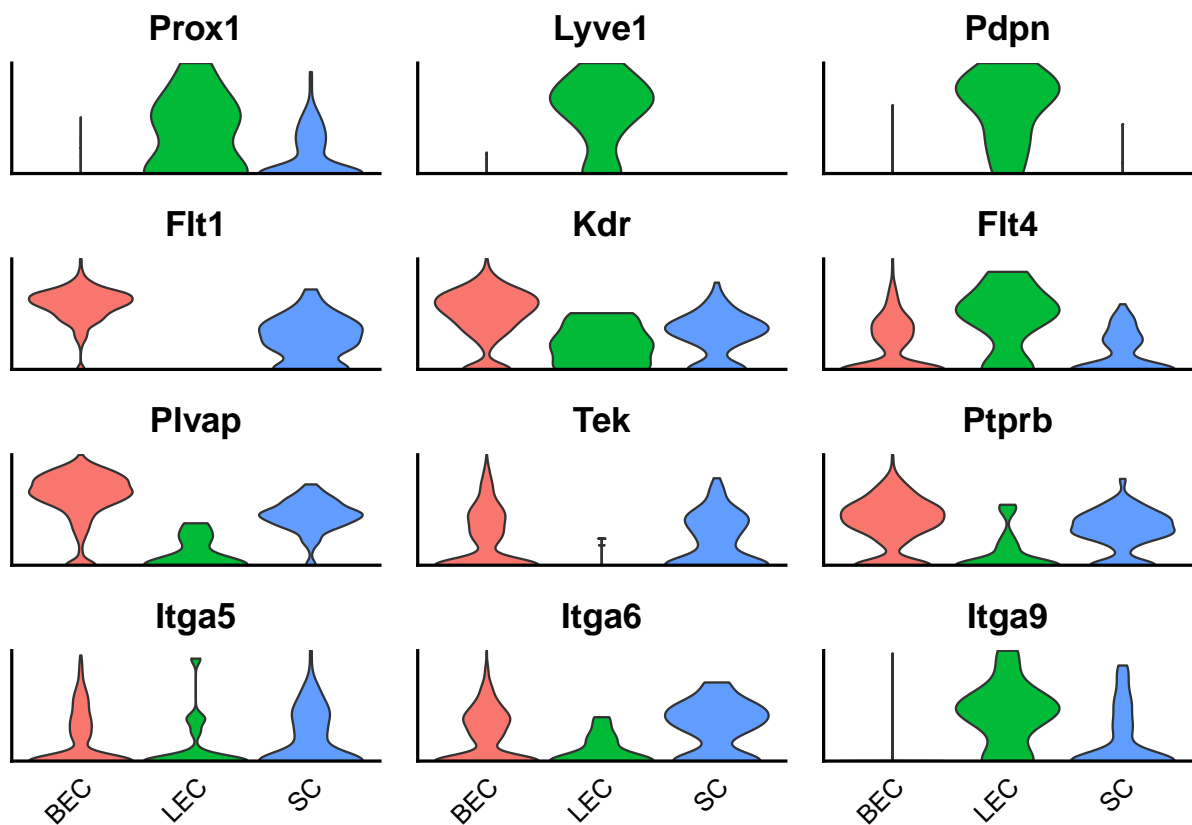 Prox1 Lyve1 Pdpn
Flt1 Kdr Flt4
Plvap Tek Ptprb
Itga5 Itga6 Itga9
BEC LEC SC BEC LEC SC BEC LEC SC